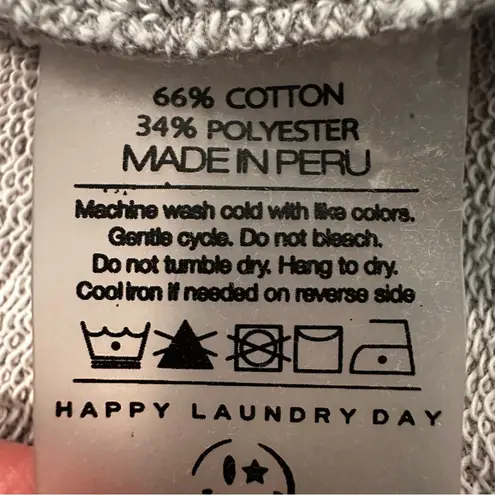 66% COTTON
34% POLYESTER
MADE IN PERU
Machine wash cold with like colors.
Gentle cycle. Do not bleach.
Do not tumble dry. Hang to dry.
Cool iron if needed on reverse side
HAPPY LAUNDRY DAY